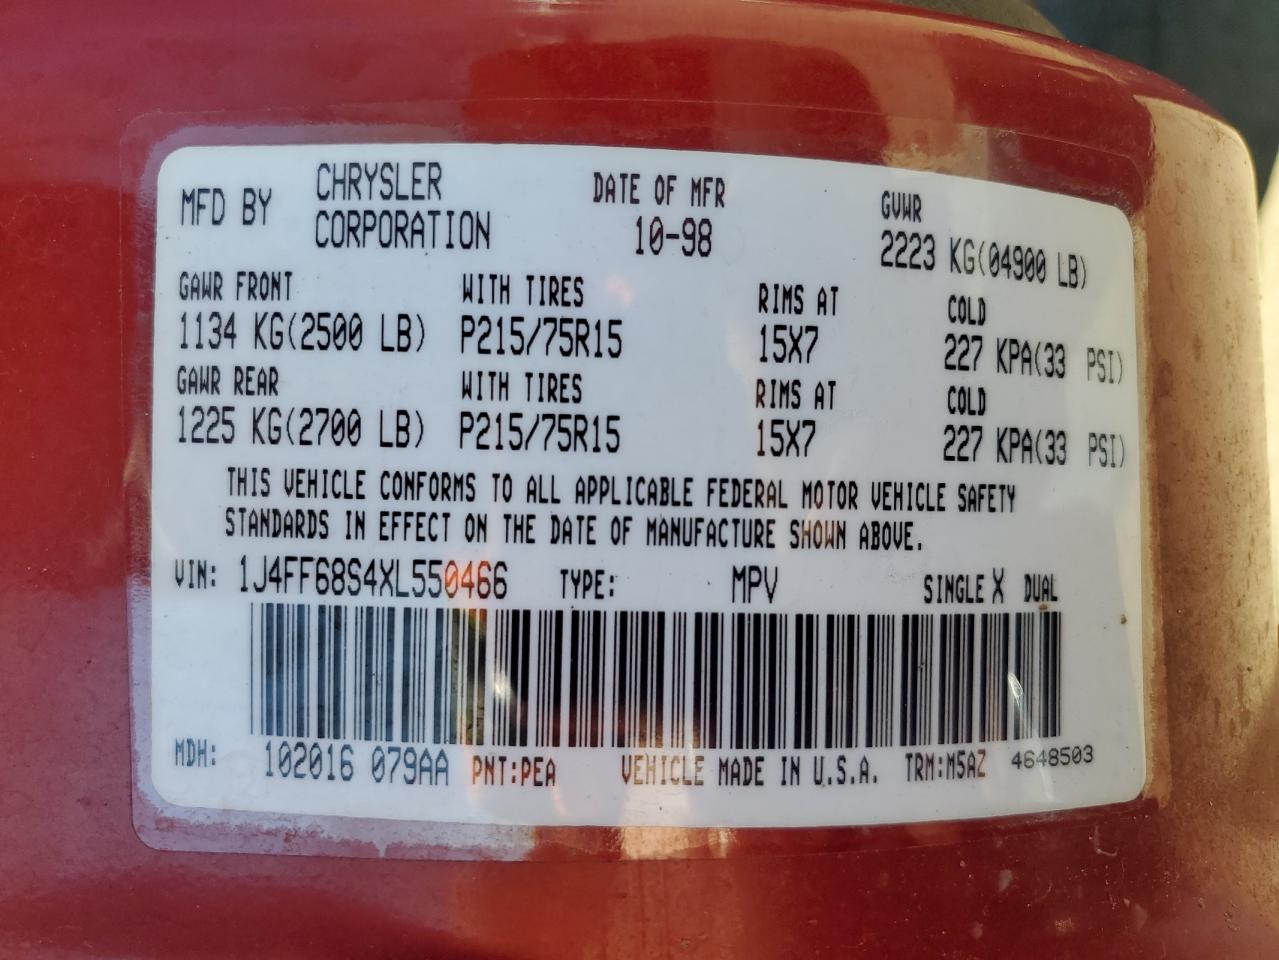 MFD BY CHRYSLER CORPORATION DATE OF MFR 10-98 GVWR 2223 KG(04900 LB)
GAWR FRONT WITH TIRES RIMS AT COLD
1134 KG(2500 LB) P215/75R15 15X7 227 KPA(33 PSI)
GAWR REAR WITH TIRES RIMS AT COLD
1225 KG(2700 LB) P215/75R15 15X7 227 KPA(33 PSI)
THIS VEHICLE CONFORMS TO ALL APPLICABLE FEDERAL MOTOR VEHICLE SAFETY
STANDARDS IN EFFECT ON THE DATE OF MANUFACTURE SHOWN ABOVE.
VIN: 1J4FF68S4XL550466 TYPE: MPV SINGLE X DUAL
MDH: 102016 079AA PNT:PEA VEHICLE MADE IN U.S.A. TRM:M5AZ 4648503